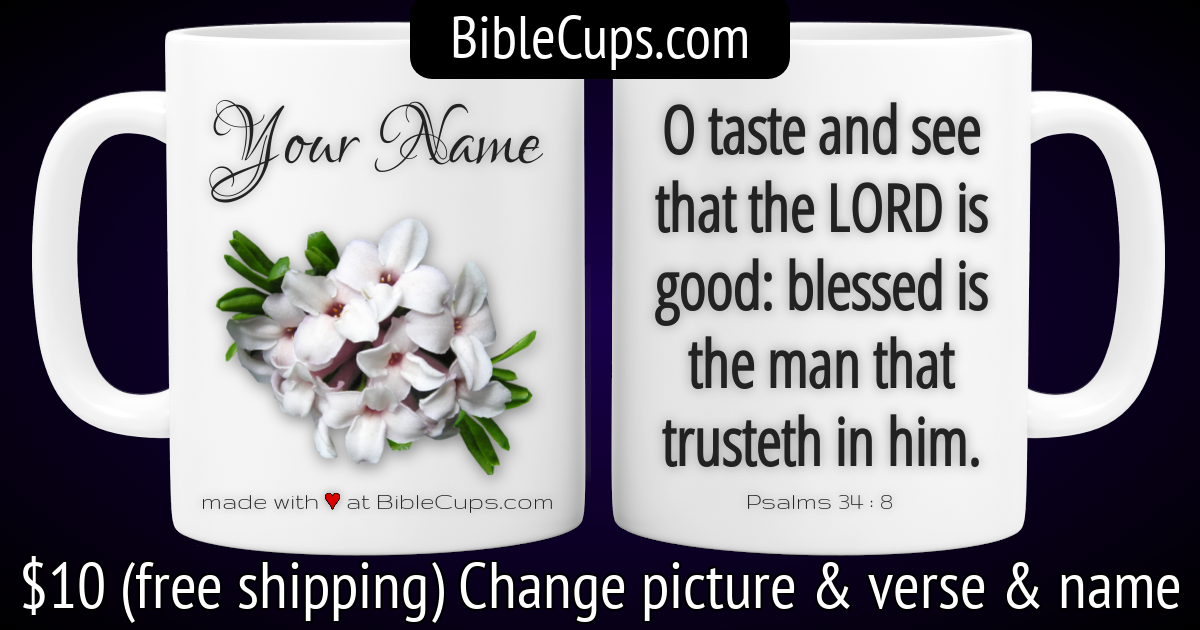 BibleCups.com
Your Name
made with ♥ at BibleCups.com
O taste and see
that the LORD is
good: blessed is
the man that
trusteth in him.
Psalms 34 : 8
$10 (free shipping) Change picture & verse & name